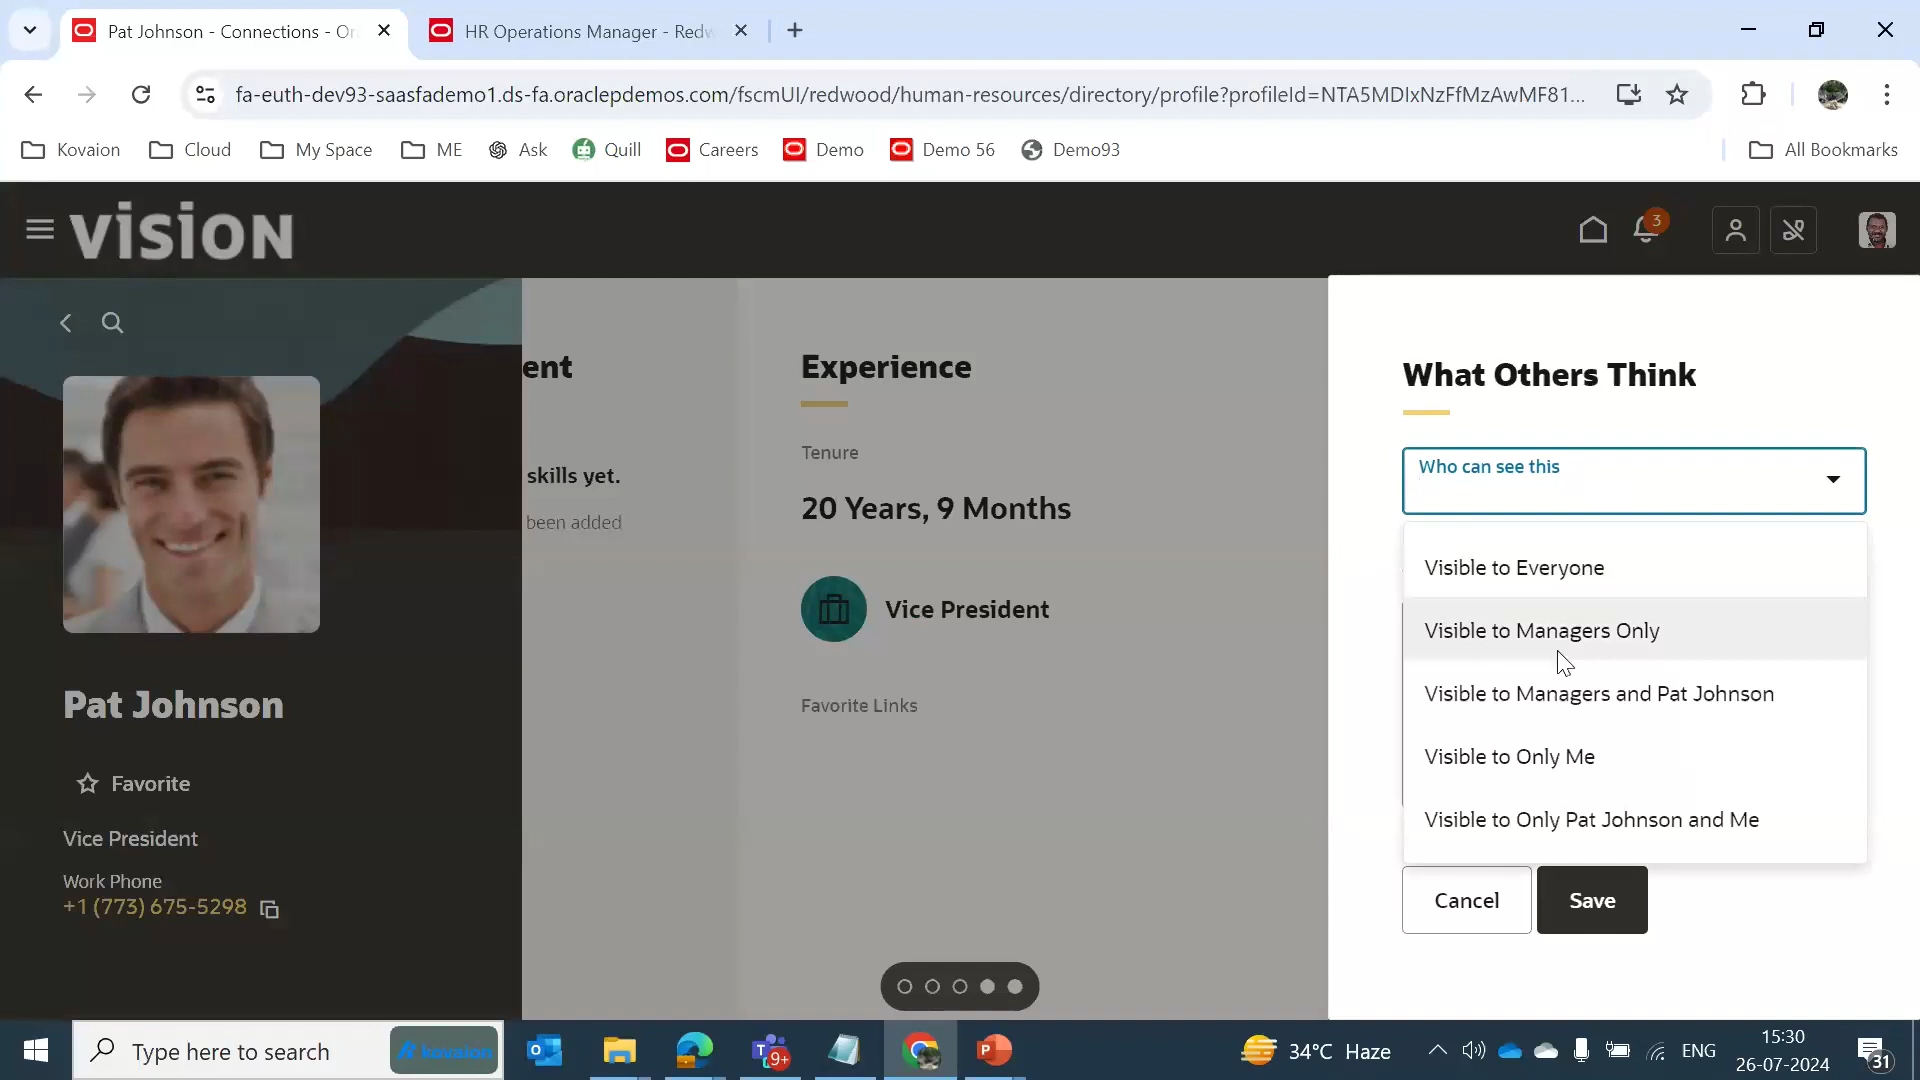 Pat Johnson - Connections - Or
HR Operations Manager - Redw
fa-euth-dev93-saasfademo1.ds-fa.oraclepdemos.com/fscmUI/redwood/human-resources/directory/profile?profileId=NTA5MDIxNzFfMzAwMF81...
Kovaion
Cloud
My Space
ME
Ask
Quill
Careers
Demo
Demo 56
Demo93
All Bookmarks
VISION
3
Pat Johnson
Favorite
Vice President
Work Phone
+1 (773) 675-5298
ent
skills yet.
been added
Experience
Tenure
20 Years, 9 Months
Vice President
Favorite Links
What Others Think
Who can see this
Visible to Everyone
Visible to Managers Only
Visible to Managers and Pat Johnson
Visible to Only Me
Visible to Only Pat Johnson and Me
Cancel
Save
Type here to search
kovaion
9+
34°C Haze
ENG
15:30
26-07-2024
31